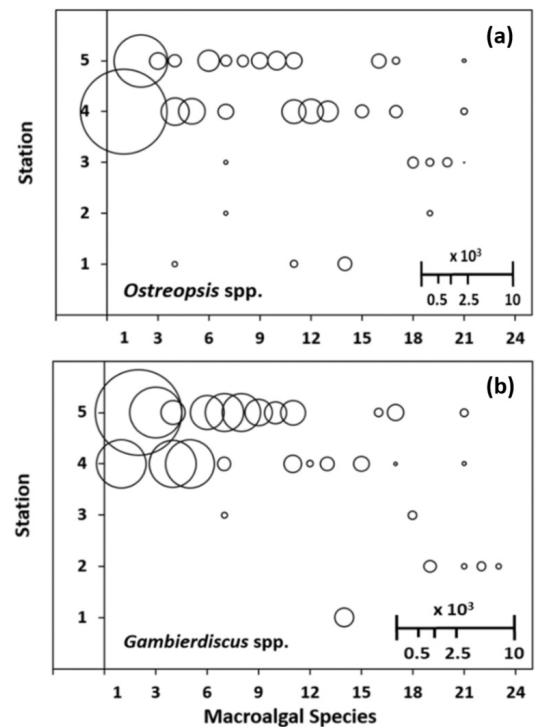 (a)
Station
5
4
3
2
1
x 10³
0.5 2.5 10
Ostreopsis spp.
1 3 6 9 12 15 18 21 24
(b)
Station
5
4
3
2
1
x 10³
0.5 2.5 10
Gambierdiscus spp.
1 3 6 9 12 15 18 21 24
Macroalgal Species